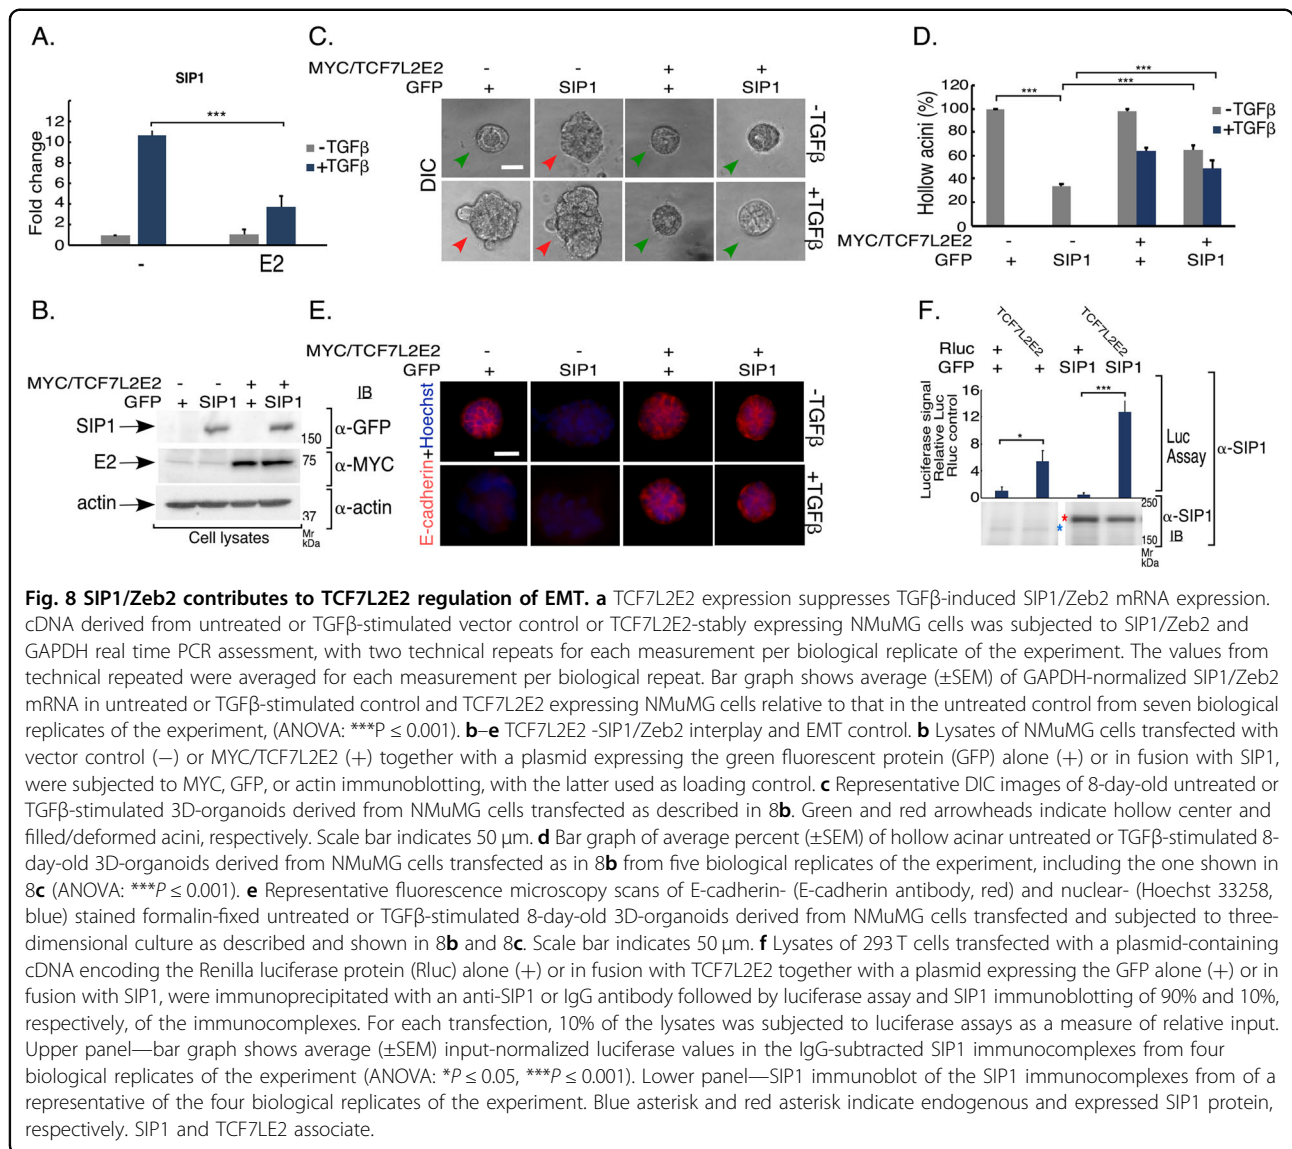 A.
SIP1
***
12
10
8
6
4
2
0
Fold change
-TGFβ
+TGFβ
-
E2
B.
MYC/TCF7L2E2 - - + +
GFP + SIP1 + SIP1
IB
SIP1
150
α-GFP
E2
75
α-MYC
actin
37
α-actin
Cell lysates
Mr
kDa
C.
MYC/TCF7L2E2 - - + +
GFP + SIP1 + SIP1
DIC
-TGFβ
+TGFβ
D.
***
***
***
120
100
80
60
40
20
0
Hollow acini (%)
-TGFβ
+TGFβ
MYC/TCF7L2E2 - - + +
GFP + SIP1 + SIP1
E.
MYC/TCF7L2E2 - - + +
GFP + SIP1 + SIP1
E-cadherin+Hoechst
-TGFβ
+TGFβ
F.
TCF7L2E2 TCF7L2E2
Rluc + +
GFP + + SIP1 SIP1
16
12
8
4
0
Luciferase signal
Relative Luc
Rluc control
*
***
Luc
Assay
α-SIP1
250
* *
α-SIP1
IB
150
Mr
kDa
Fig. 8 SIP1/Zeb2 contributes to TCF7L2E2 regulation of EMT. a TCF7L2E2 expression suppresses TGFβ-induced SIP1/Zeb2 mRNA expression.
cDNA derived from untreated or TGFβ-stimulated vector control or TCF7L2E2-stably expressing NMuMG cells was subjected to SIP1/Zeb2 and
GAPDH real time PCR assessment, with two technical repeats for each measurement per biological replicate of the experiment. The values from
technical repeated were averaged for each measurement per biological repeat. Bar graph shows average (±SEM) of GAPDH-normalized SIP1/Zeb2
mRNA in untreated or TGFβ-stimulated control and TCF7L2E2 expressing NMuMG cells relative to that in the untreated control from seven biological
replicates of the experiment, (ANOVA: ***P ≤ 0.001). b–e TCF7L2E2 -SIP1/Zeb2 interplay and EMT control. b Lysates of NMuMG cells transfected with
vector control (−) or MYC/TCF7L2E2 (+) together with a plasmid expressing the green fluorescent protein (GFP) alone (+) or in fusion with SIP1,
were subjected to MYC, GFP, or actin immunoblotting, with the latter used as loading control. c Representative DIC images of 8-day-old untreated or
TGFβ-stimulated 3D-organoids derived from NMuMG cells transfected as described in 8b. Green and red arrowheads indicate hollow center and
filled/deformed acini, respectively. Scale bar indicates 50 μm. d Bar graph of average percent (±SEM) of hollow acinar untreated or TGFβ-stimulated 8-
day-old 3D-organoids derived from NMuMG cells transfected as in 8b from five biological replicates of the experiment, including the one shown in
8c (ANOVA: ***P ≤ 0.001). e Representative fluorescence microscopy scans of E-cadherin- (E-cadherin antibody, red) and nuclear- (Hoechst 33258,
blue) stained formalin-fixed untreated or TGFβ-stimulated 8-day-old 3D-organoids derived from NMuMG cells transfected and subjected to three-
dimensional culture as described and shown in 8b and 8c. Scale bar indicates 50 μm. f Lysates of 293 T cells transfected with a plasmid-containing
cDNA encoding the Renilla luciferase protein (Rluc) alone (+) or in fusion with TCF7L2E2 together with a plasmid expressing the GFP alone (+) or in
fusion with SIP1, were immunoprecipitated with an anti-SIP1 or IgG antibody followed by luciferase assay and SIP1 immunoblotting of 90% and 10%,
respectively, of the immunocomplexes. For each transfection, 10% of the lysates was subjected to luciferase assays as a measure of relative input.
Upper panel—bar graph shows average (±SEM) input-normalized luciferase values in the IgG-subtracted SIP1 immunocomplexes from four
biological replicates of the experiment (ANOVA: *P ≤ 0.05, ***P ≤ 0.001). Lower panel—SIP1 immunoblot of the SIP1 immunocomplexes from of a
representative of the four biological replicates of the experiment. Blue asterisk and red asterisk indicate endogenous and expressed SIP1 protein,
respectively. SIP1 and TCF7LE2 associate.